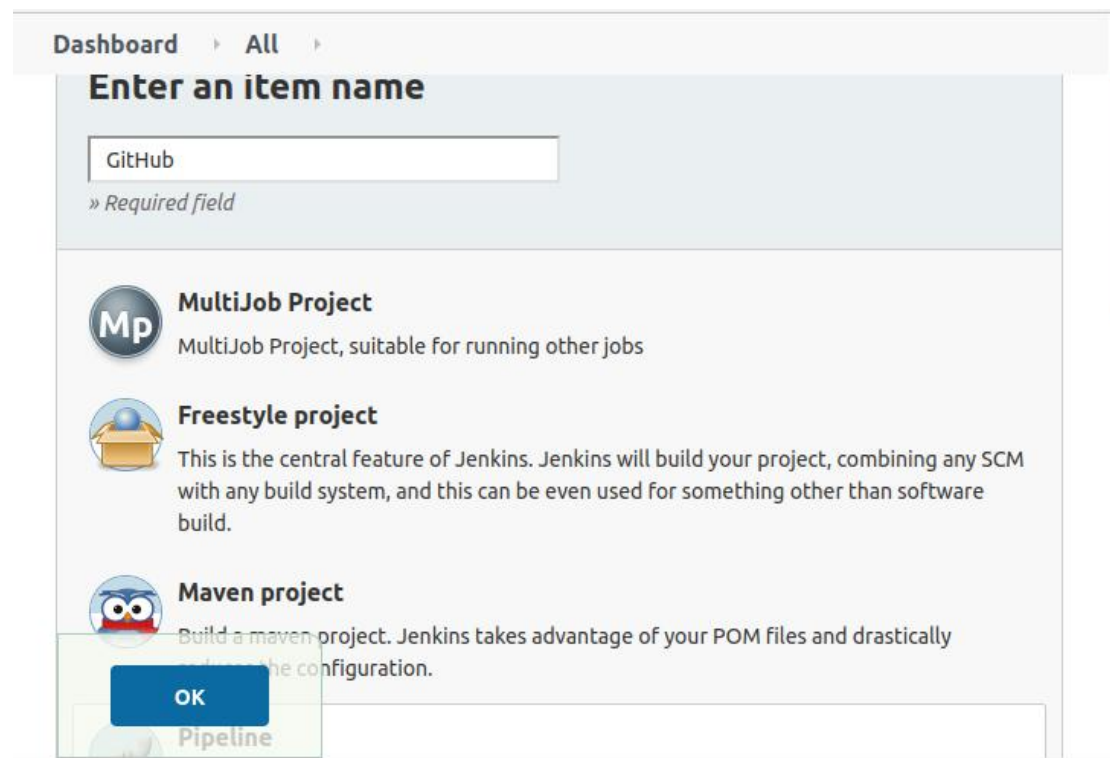 Dashboard All
Enter an item name
GitHub
» Required field
MultiJob Project
Mp
MultiJob Project, suitable for running other jobs
Freestyle project
This is the central feature of Jenkins. Jenkins will build your project, combining any SCM
with any build system, and this can be even used for something other than software
build.
Maven project
Build a maven project. Jenkins takes advantage of your POM files and drastically
reduces the configuration.
OK
Pipeline